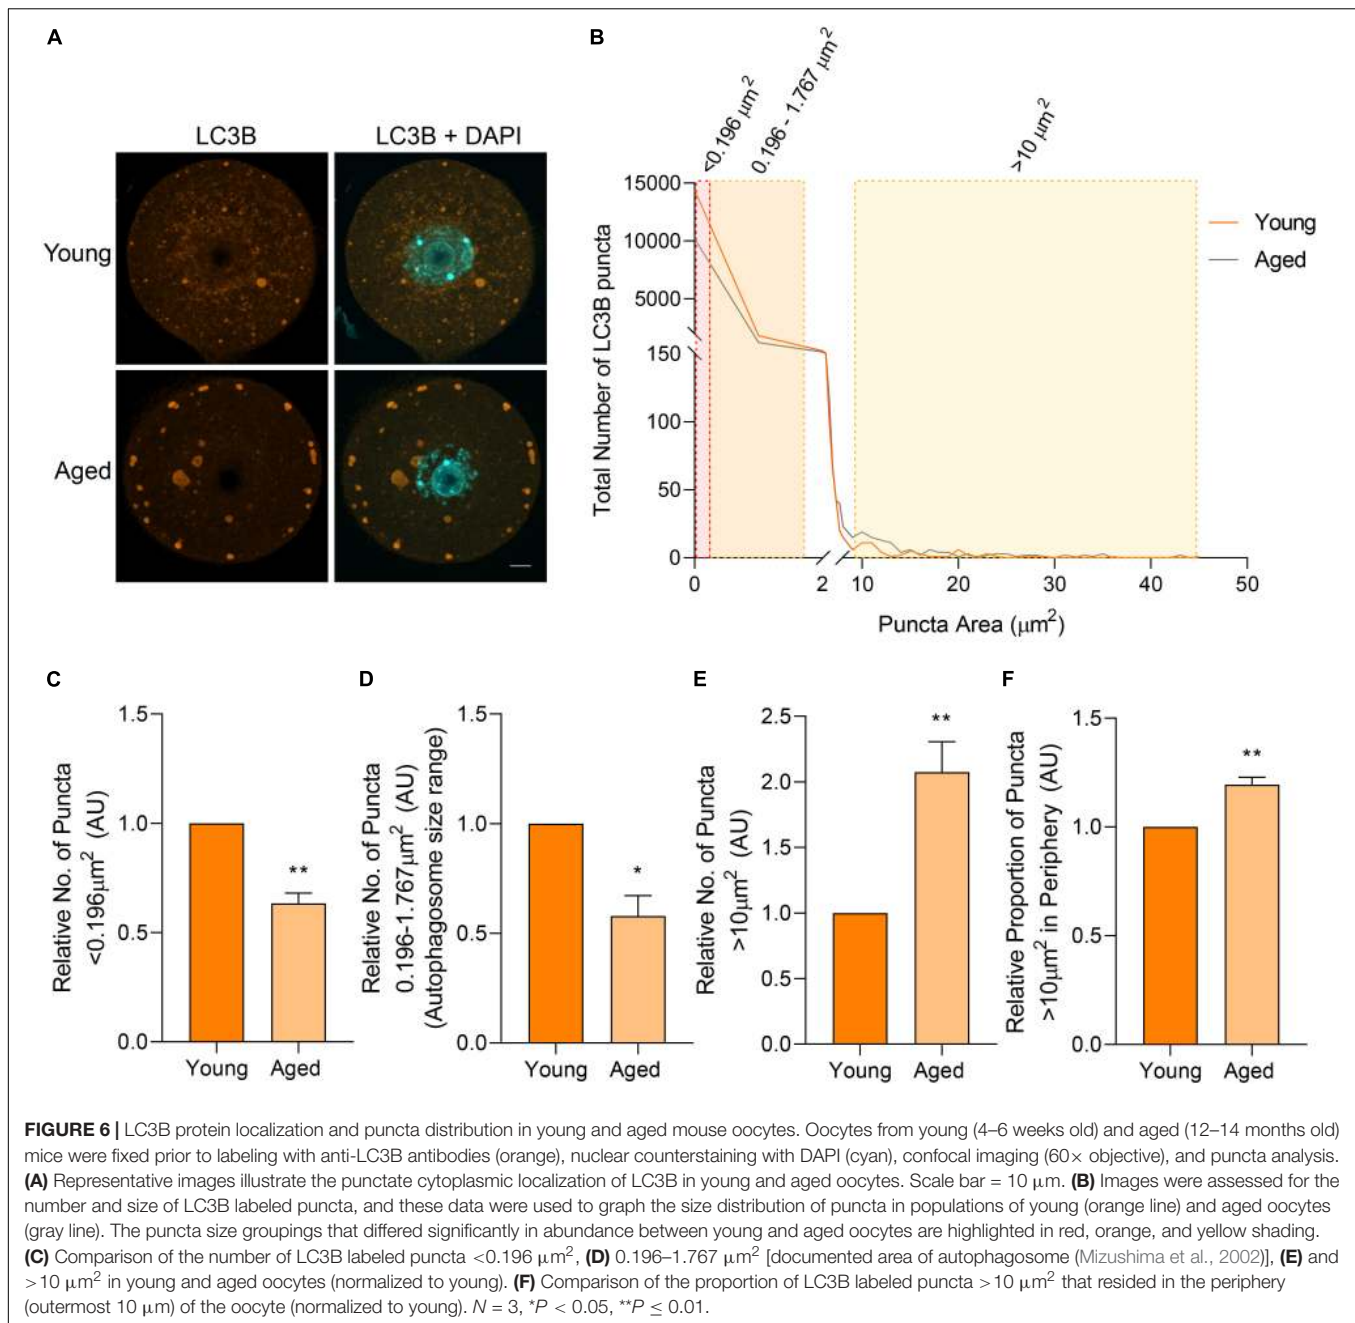 A
LC3B
LC3B + DAPI
Young
Aged
B
<0.196 μm²
0.196 - 1.767 μm²
>10 μm²
Total Number of LC3B puncta
15000
10000
5000
150
100
50
0
0
2
10
20
30
40
50
Puncta Area (μm²)
Young
Aged
C
Relative No. of Puncta
<0.196μm² (AU)
1.5
1.0
0.5
0.0
**
Young
Aged
D
Relative No. of Puncta
0.196-1.767μm² (AU)
(Autophagosome size range)
1.5
1.0
0.5
0.0
*
Young
Aged
E
Relative No. of Puncta
>10μm² (AU)
2.5
2.0
1.5
1.0
0.5
0.0
**
Young
Aged
F
Relative Proportion of Puncta
>10μm² in Periphery (AU)
1.5
1.0
0.5
0.0
**
Young
Aged
FIGURE 6 | LC3B protein localization and puncta distribution in young and aged mouse oocytes. Oocytes from young (4–6 weeks old) and aged (12–14 months old)
mice were fixed prior to labeling with anti-LC3B antibodies (orange), nuclear counterstaining with DAPI (cyan), confocal imaging (60× objective), and puncta analysis.
(A) Representative images illustrate the punctate cytoplasmic localization of LC3B in young and aged oocytes. Scale bar = 10 μm. (B) Images were assessed for the
number and size of LC3B labeled puncta, and these data were used to graph the size distribution of puncta in populations of young (orange line) and aged oocytes
(gray line). The puncta size groupings that differed significantly in abundance between young and aged oocytes are highlighted in red, orange, and yellow shading.
(C) Comparison of the number of LC3B labeled puncta <0.196 μm², (D) 0.196–1.767 μm² [documented area of autophagosome (Mizushima et al., 2002)], (E) and
>10 μm² in young and aged oocytes (normalized to young). (F) Comparison of the proportion of LC3B labeled puncta >10 μm² that resided in the periphery
(outermost 10 μm) of the oocyte (normalized to young). N = 3, *P < 0.05, **P ≤ 0.01.